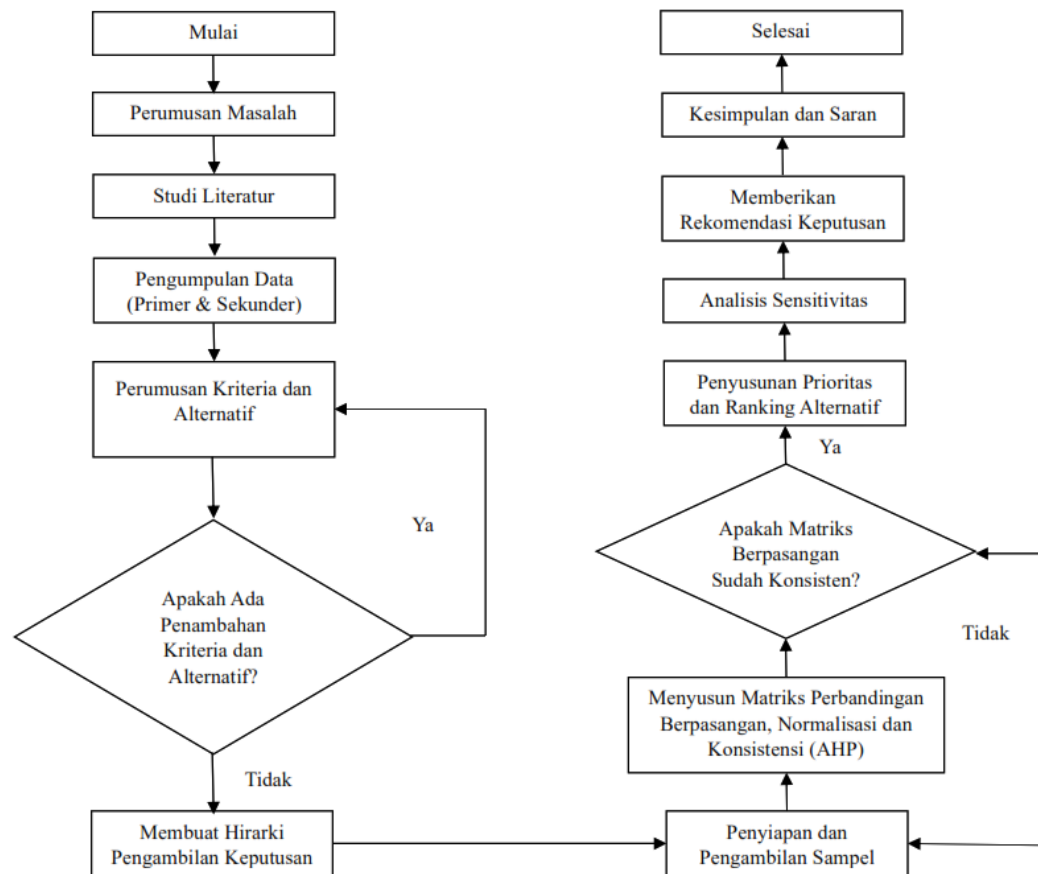 Mulai
Perumusan Masalah
Studi Literatur
Pengumpulan Data
(Primer & Sekunder)
Perumusan Kriteria dan
Alternatif
Ya
Apakah Ada
Penambahan
Kriteria dan
Alternatif?
Tidak
Membuat Hirarki
Pengambilan Keputusan
Penyiapan dan
Pengambilan Sampel
Menyusun Matriks Perbandingan
Berpasangan, Normalisasi dan
Konsistensi (AHP)
Tidak
Apakah Matriks
Berpasangan
Sudah Konsisten?
Ya
Penyusunan Prioritas
dan Ranking Alternatif
Analisis Sensitivitas
Memberikan
Rekomendasi Keputusan
Kesimpulan dan Saran
Selesai